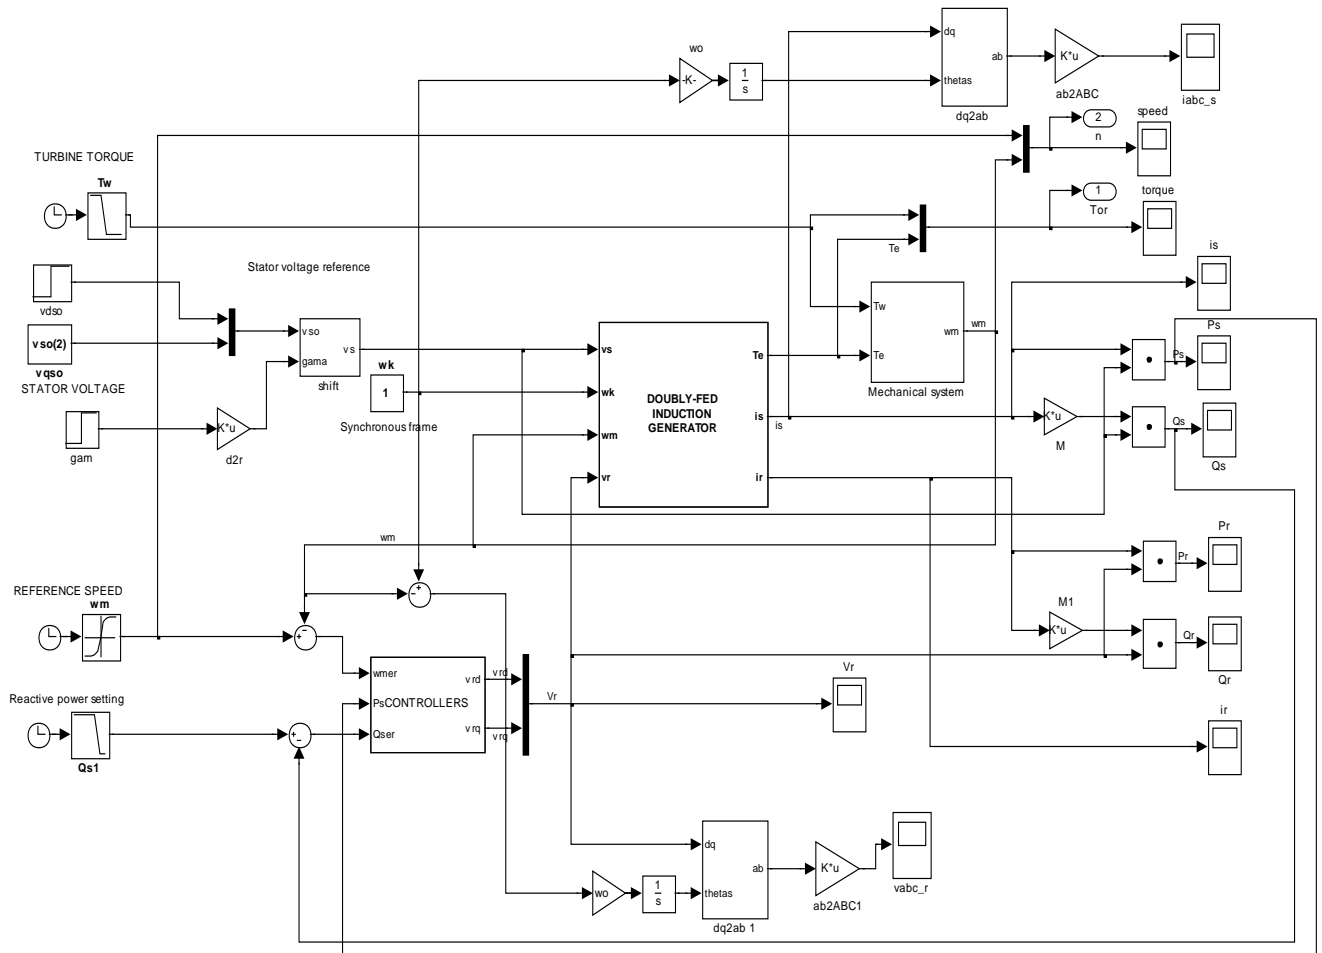 wo
-K-
1
s
dq
thetas
ab
dq2ab
K*u
ab2ABC
iabc_s
speed
2
n
TURBINE TORQUE
Tw
1
Tor
torque
Te
is
Stator voltage reference
vdso
vso(2)
vqso
STATOR VOLTAGE
vso
gama
vs
shift
gam
K*u
d2r
wk
1
Synchronous frame
vs
wk
wm
vr
DOUBLY-FED
INDUCTION
GENERATOR
Te
is
ir
is
Tw
Te
wm
wm
Mechanical system
Ps
Ps
K*u
M
Qs
Qs
wm
+
−
Pr
Pr
REFERENCE SPEED
wm
+
−
M1
K*u
Qr
Qr
wmer
Ps
CONTROLLERS
Qser
vrd
vrq
vrd
vrq
Vr
Vr
Reactive power setting
Qs1
+
−
ir
dq
thetas
ab
dq2ab 1
wo
1
s
K*u
ab2ABC1
vabc_r